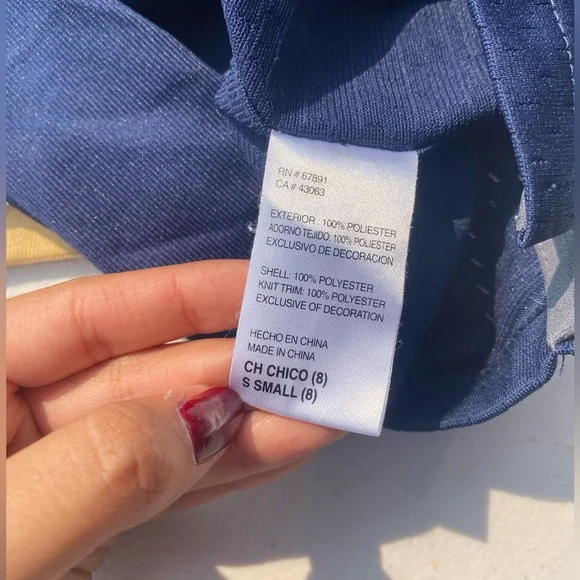 RN # 67891
CA # 43063
EXTERIOR 100% POLIESTER
ADORNO TEJIDO: 100% POLIESTER
EXCLUSIVO DE DECORACION
SHELL: 100% POLYESTER
KNIT TRIM: 100% POLYESTER
EXCLUSIVE OF DECORATION
HECHO EN CHINA
MADE IN CHINA
CH CHICO (8)
S SMALL (8)